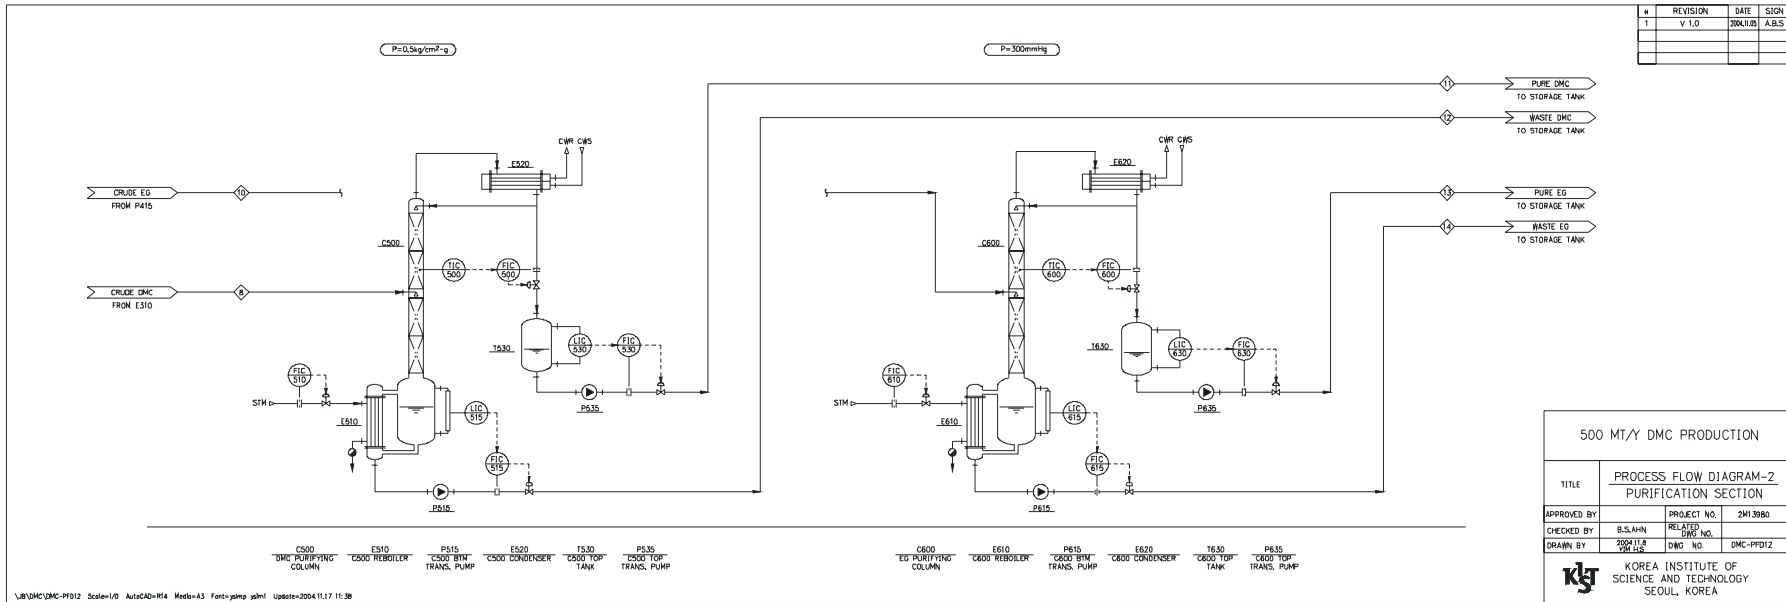 № REVISION DATE SIGN
1 V 1.0 2004.11.05 A.B.S
P=0.5kg/cm²-g
P=300mmHg
11
PURE DMC
TO STORAGE TANK
12
WASTE DMC
TO STORAGE TANK
CWR CWS
E520
CWR CWS
E620
CRUDE EG
10
FROM P415
13
PURE EG
TO STORAGE TANK
14
WASTE EG
TO STORAGE TANK
C500
C600
TIC 500
FIC 500
TIC 600
FIC 600
CRUDE DMC
8
FROM E310
T530
LIC 530
FIC 530
T630
LIC 630
FIC 630
FIC 510
STM
P535
FIC 610
STM
P635
E510
LIC 515
E610
LIC 615
FIC 515
FIC 615
P515
P615
C500
DMC PURIFYING
COLUMN
E510
C500 REBOILER
P515
C500 BTM
TRANS. PUMP
E520
C500 CONDENSER
T530
C500 TOP
TANK
P535
C500 TOP
TRANS. PUMP
C600
EG PURIFYING
COLUMN
E610
C600 REBOILER
P615
C600 BTM
TRANS. PUMP
E620
C600 CONDENSER
T630
C600 TOP
TANK
P635
C600 TOP
TRANS. PUMP
500 MT/Y DMC PRODUCTION
TITLE
PROCESS FLOW DIAGRAM-2
PURIFICATION SECTION
APPROVED BY
PROJECT NO. 2M13980
CHECKED BY B.S.AHN
RELATED DWG NO.
DRAWN BY 2004.11.8 YIM H.S
DWG NO. DMC-PFD12
KIST
KOREA INSTITUTE OF
SCIENCE AND TECHNOLOGY
SEOUL, KOREA
\JB\DMC\DMC-PFD12 Scale=1/0 AutoCAD=R14 Media=A3 Font=ysimp ysim1 Update=2004.11.17 11:38